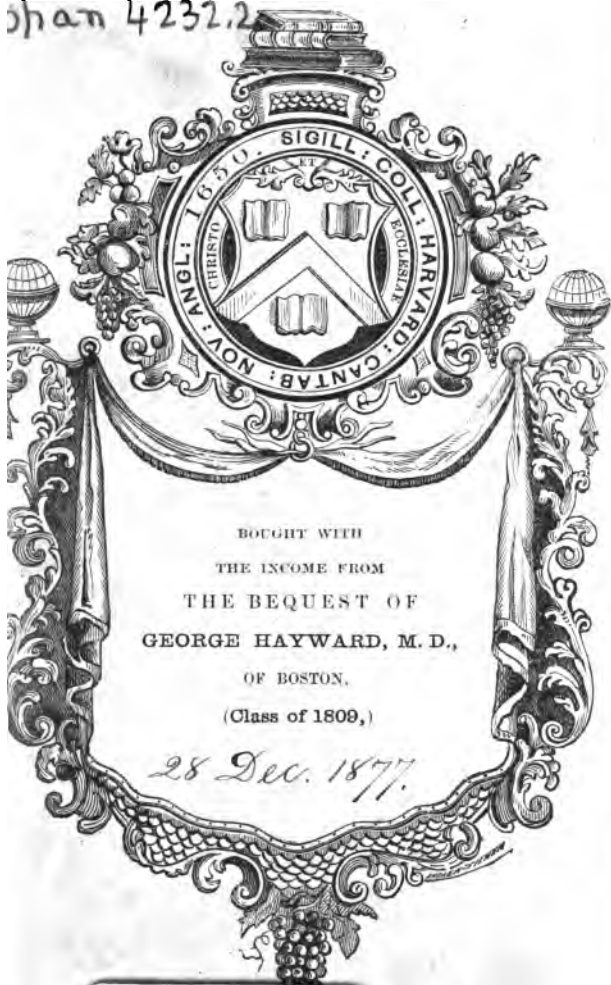 4232.2
SIGILL: COLL: HARVARD: CANTAB: NOV: ANGL: 1650.
ET
CHRISTO
ECCLESIAE
BOUGHT WITH
THE INCOME FROM
THE BEQUEST OF
GEORGE HAYWARD, M. D.,
OF BOSTON,
(Class of 1809,)
28 Dec. 1877.